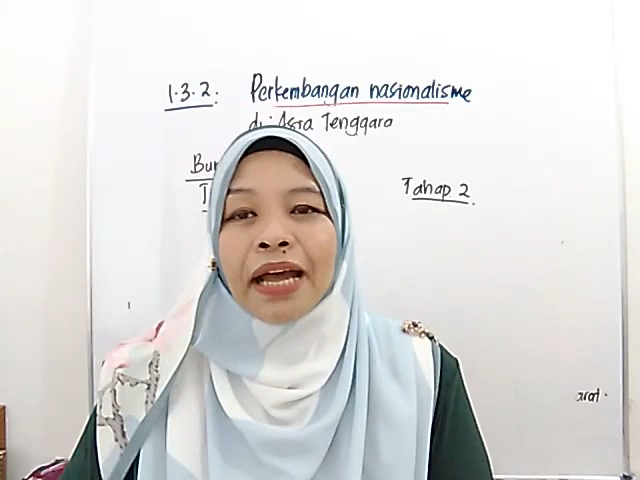 1.3.2: Perkembangan nasionalisme
di Asia Tenggara
Tahap 2.